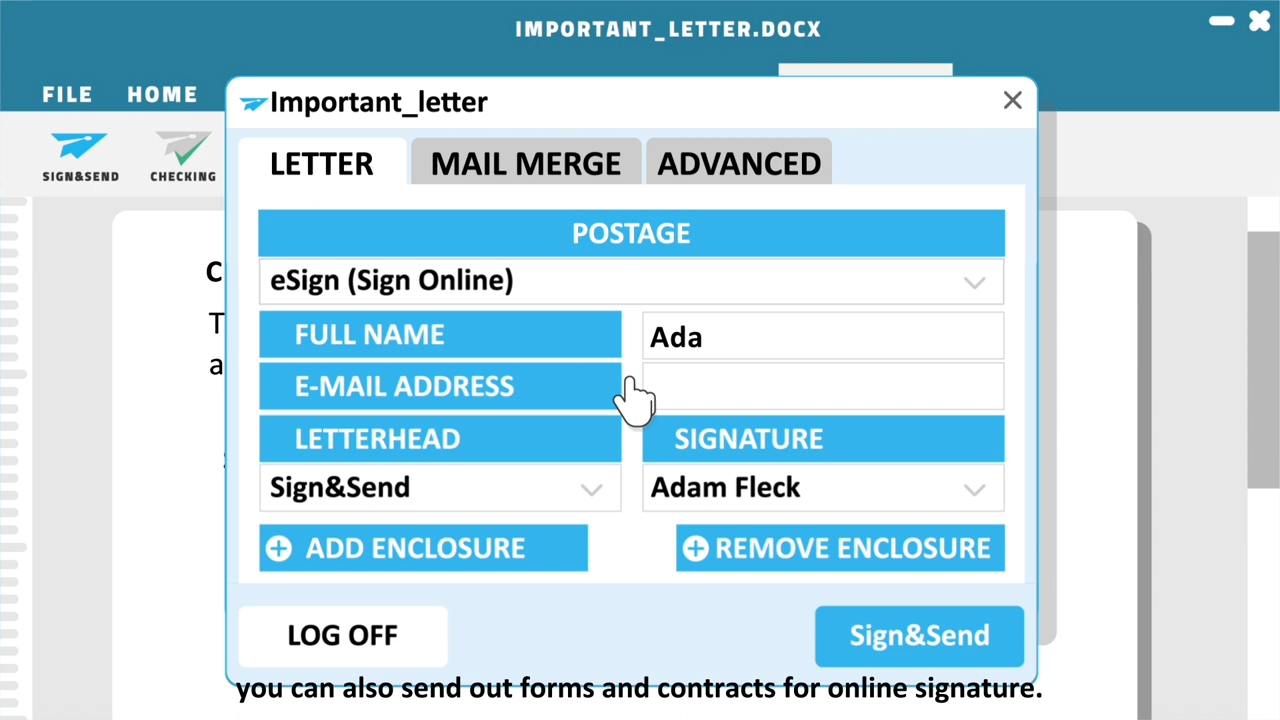 IMPORTANT_LETTER.DOCX
FILE HOME
Important_letter
SIGN&SEND CHECKING
LETTER MAIL MERGE ADVANCED
POSTAGE
eSign (Sign Online)
FULL NAME Ada
E-MAIL ADDRESS
LETTERHEAD SIGNATURE
Sign&Send Adam Fleck
ADD ENCLOSURE REMOVE ENCLOSURE
LOG OFF Sign&Send
you can also send out forms and contracts for online signature.